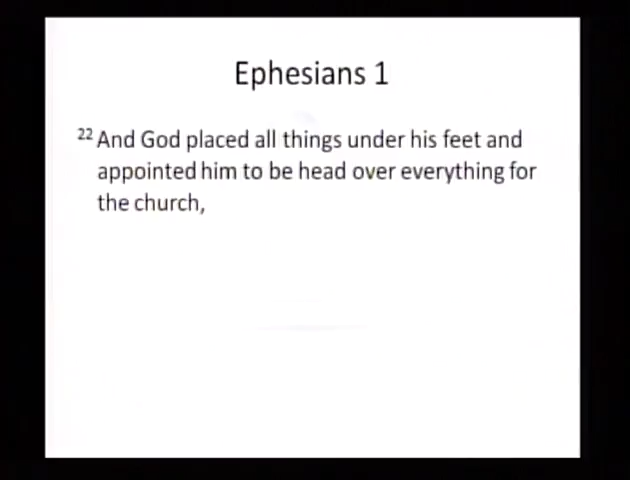 Ephesians 1
22 And God placed all things under his feet and
appointed him to be head over everything for
the church,